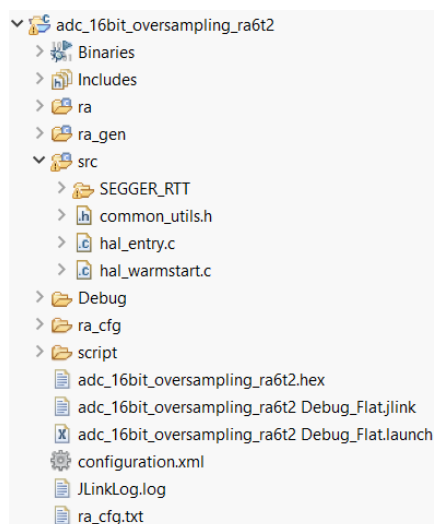 adc_16bit_oversampling_ra6t2
Binaries
Includes
ra
ra_gen
src
SEGGER_RTT
common_utils.h
hal_entry.c
hal_warmstart.c
Debug
ra_cfg
script
adc_16bit_oversampling_ra6t2.hex
adc_16bit_oversampling_ra6t2 Debug_Flat.jlink
adc_16bit_oversampling_ra6t2 Debug_Flat.launch
configuration.xml
JLinkLog.log
ra_cfg.txt